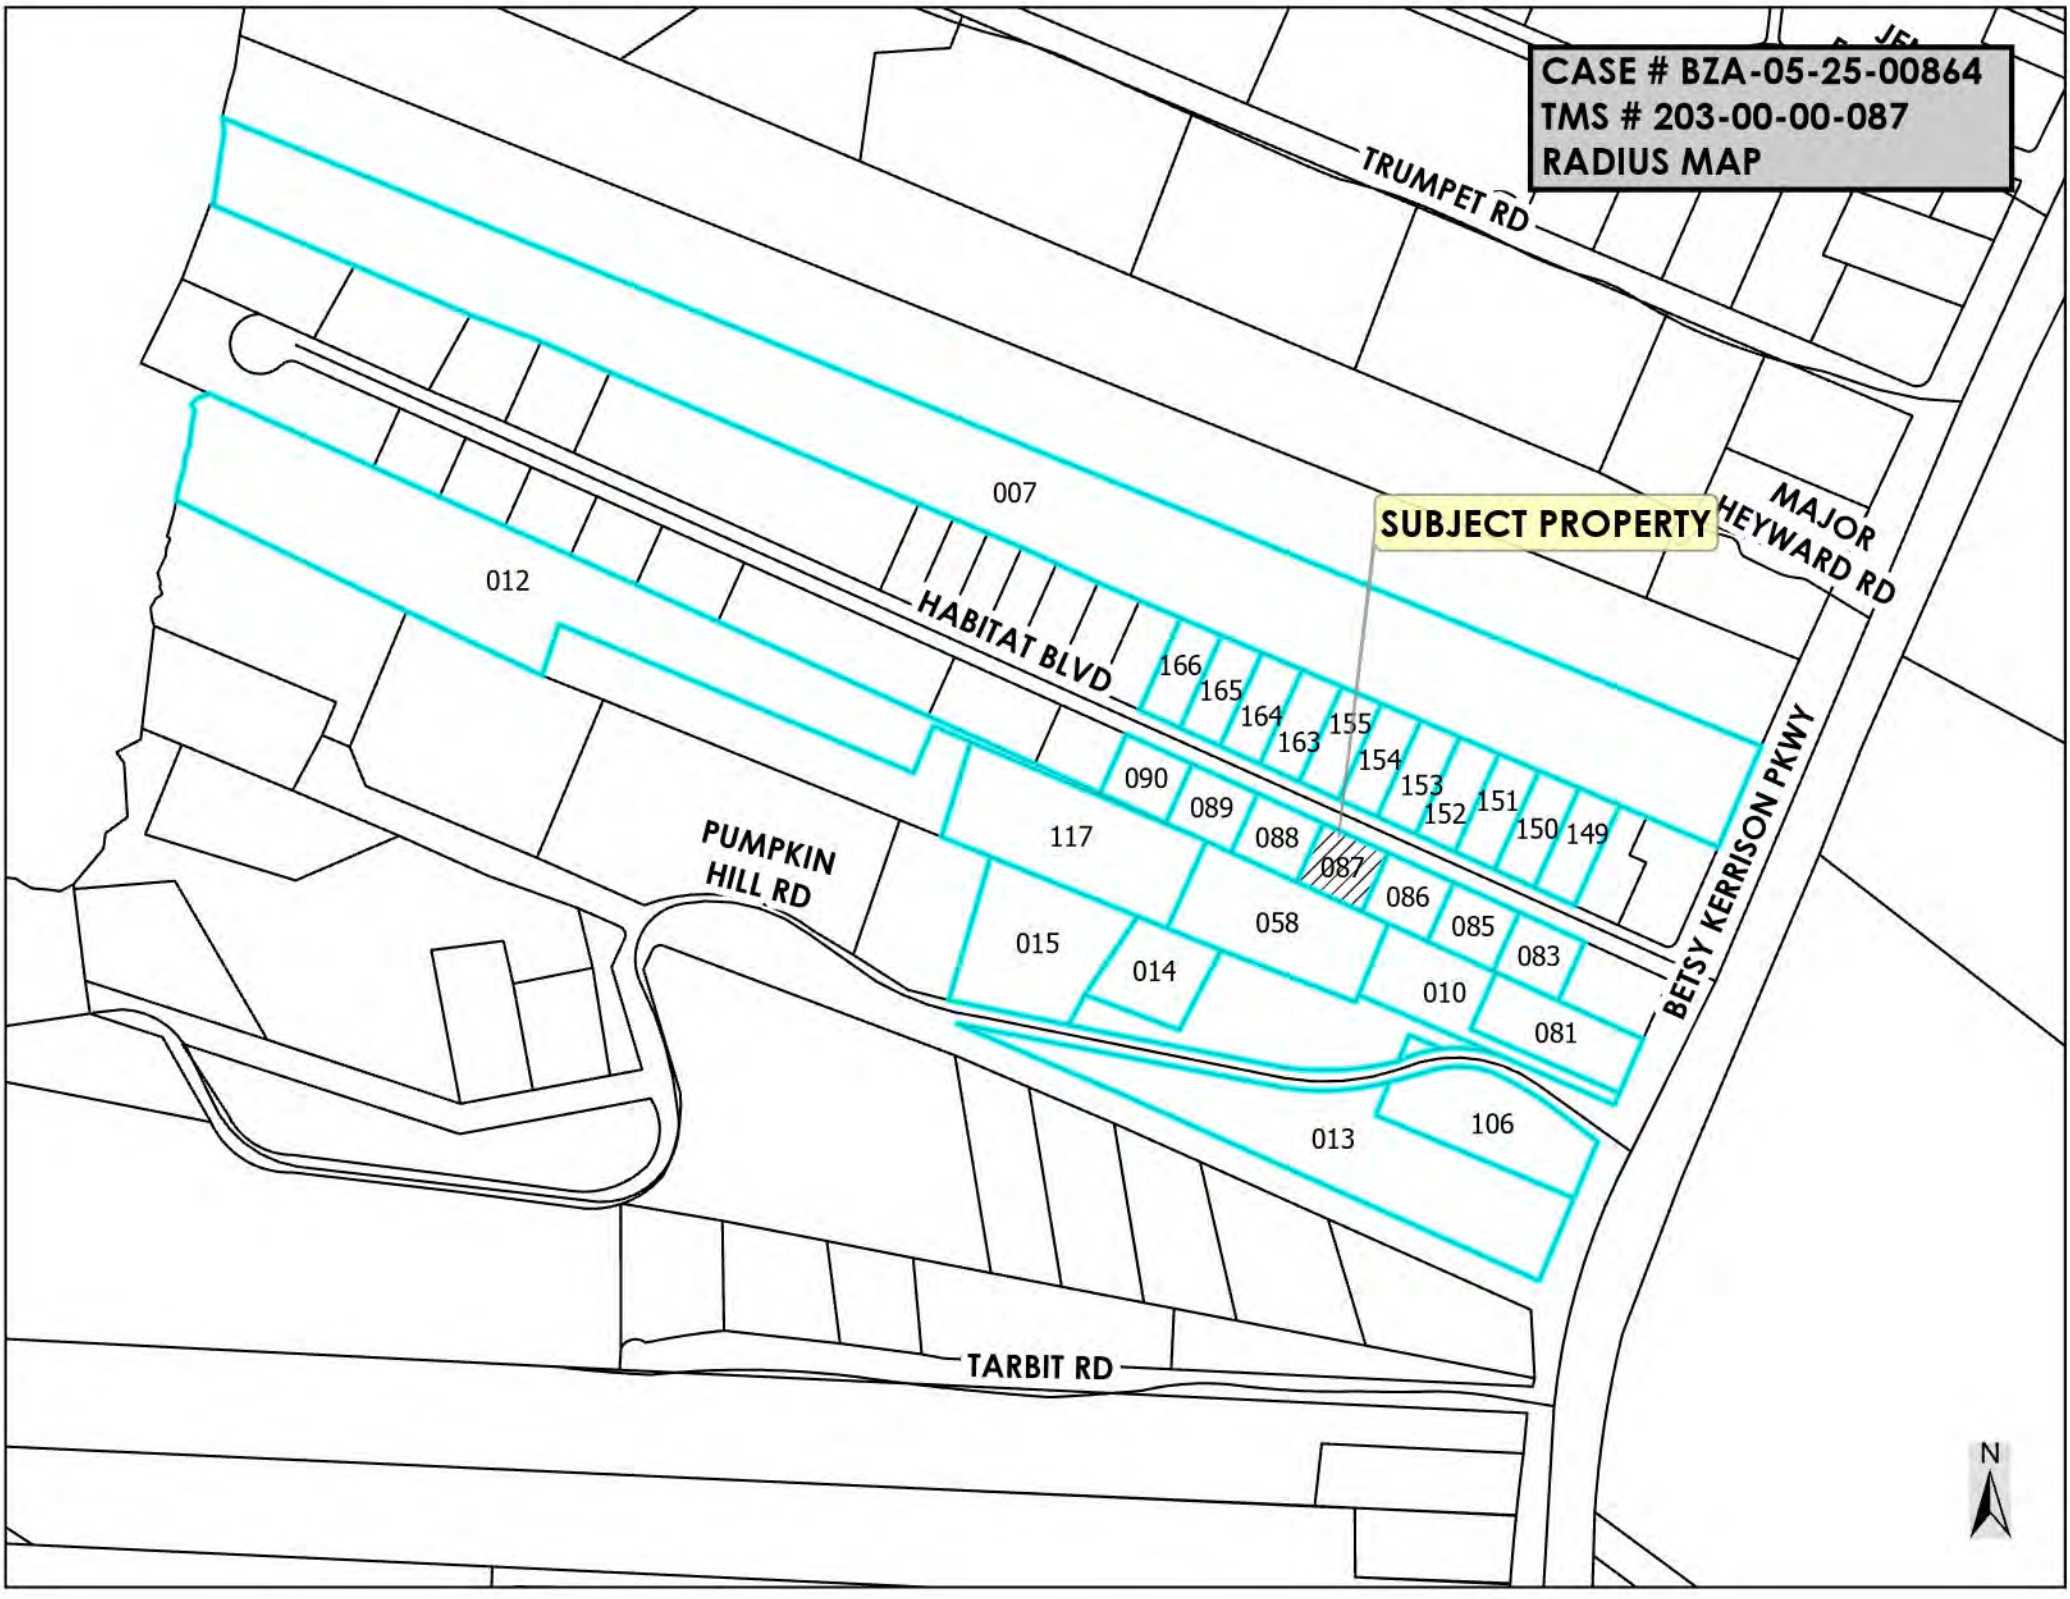 CASE # BZA-05-25-00864
TMS # 203-00-00-087
RADIUS MAP
TRUMPET RD
MAJOR
HEYWARD RD
SUBJECT PROPERTY
007
012
HABITAT BLVD
166
165
164
163
155
154
153
152
151
150
149
BETSY KERRISON PKWY
090
089
088
087
086
085
083
117
058
010
081
015
014
PUMPKIN
HILL RD
013
106
TARBIT RD
N